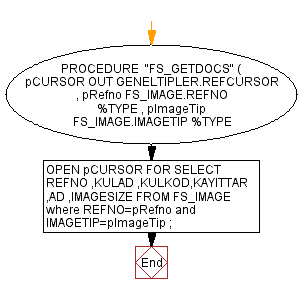 PROCEDURE "FS_GETDOCS" (
pCURSOR OUT GENELTIPLER.REFCURSOR
, pRefno FS_IMAGE.REFNO
%TYPE , pImageTip
FS_IMAGE.IMAGETIP %TYPE
OPEN pCURSOR FOR SELECT
REFNO ,KULAD ,KULKOD,KAYITTAR
,AD ,IMAGESIZE FROM FS_IMAGE
where REFNO=pRefno and
IMAGETIP=pImageTip ;
End